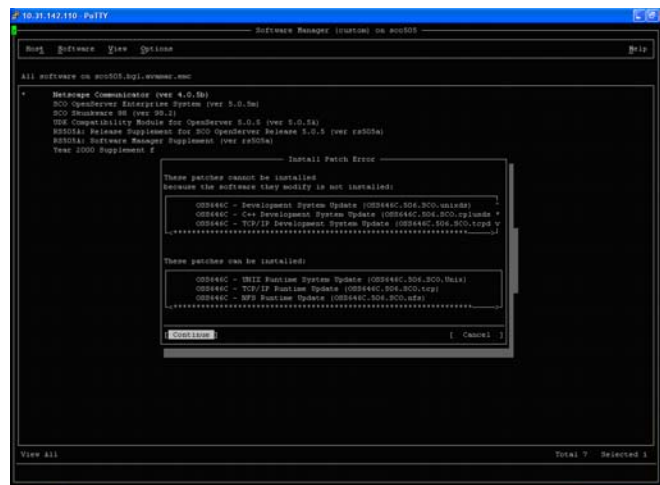 10.31.142.110 - PuTTY
Software Manager (custom) on sco505
Host Software View Options Help
All software on sco505.bgl.avamar.emc
* Netscape Communicator (ver 4.0.5b)
SCO OpenServer Enterprise System (ver 5.0.5m)
SCO Skunkware 98 (ver 98.2)
UDK Compatibility Module for OpenServer 5.0.5 (ver 5.0.5A)
RS505A: Release Supplement for SCO OpenServer Release 5.0.5 (ver rs505a)
RS505A: Software Manager Supplement (ver rs505a)
Year 2000 Supplement f
Install Patch Error
These patches cannot be installed
because the software they modify is not installed:
OSS646C - Development System Update (OSS646C.506.SCO.unixds)
OSS646C - C++ Development System Update (OSS646C.506.SCO.cplusds
OSS646C - TCP/IP Development System Update (OSS646C.506.SCO.tcpd
These patches can be installed:
OSS646C - UNIX Runtime System Update (OSS646C.506.SCO.Unix)
OSS646C - TCP/IP Runtime Update (OSS646C.506.SCO.tcp)
OSS646C - NFS Runtime Update (OSS646C.506.SCO.nfs)
[ Continue ] [ Cancel ]
View All Total 7 Selected 1